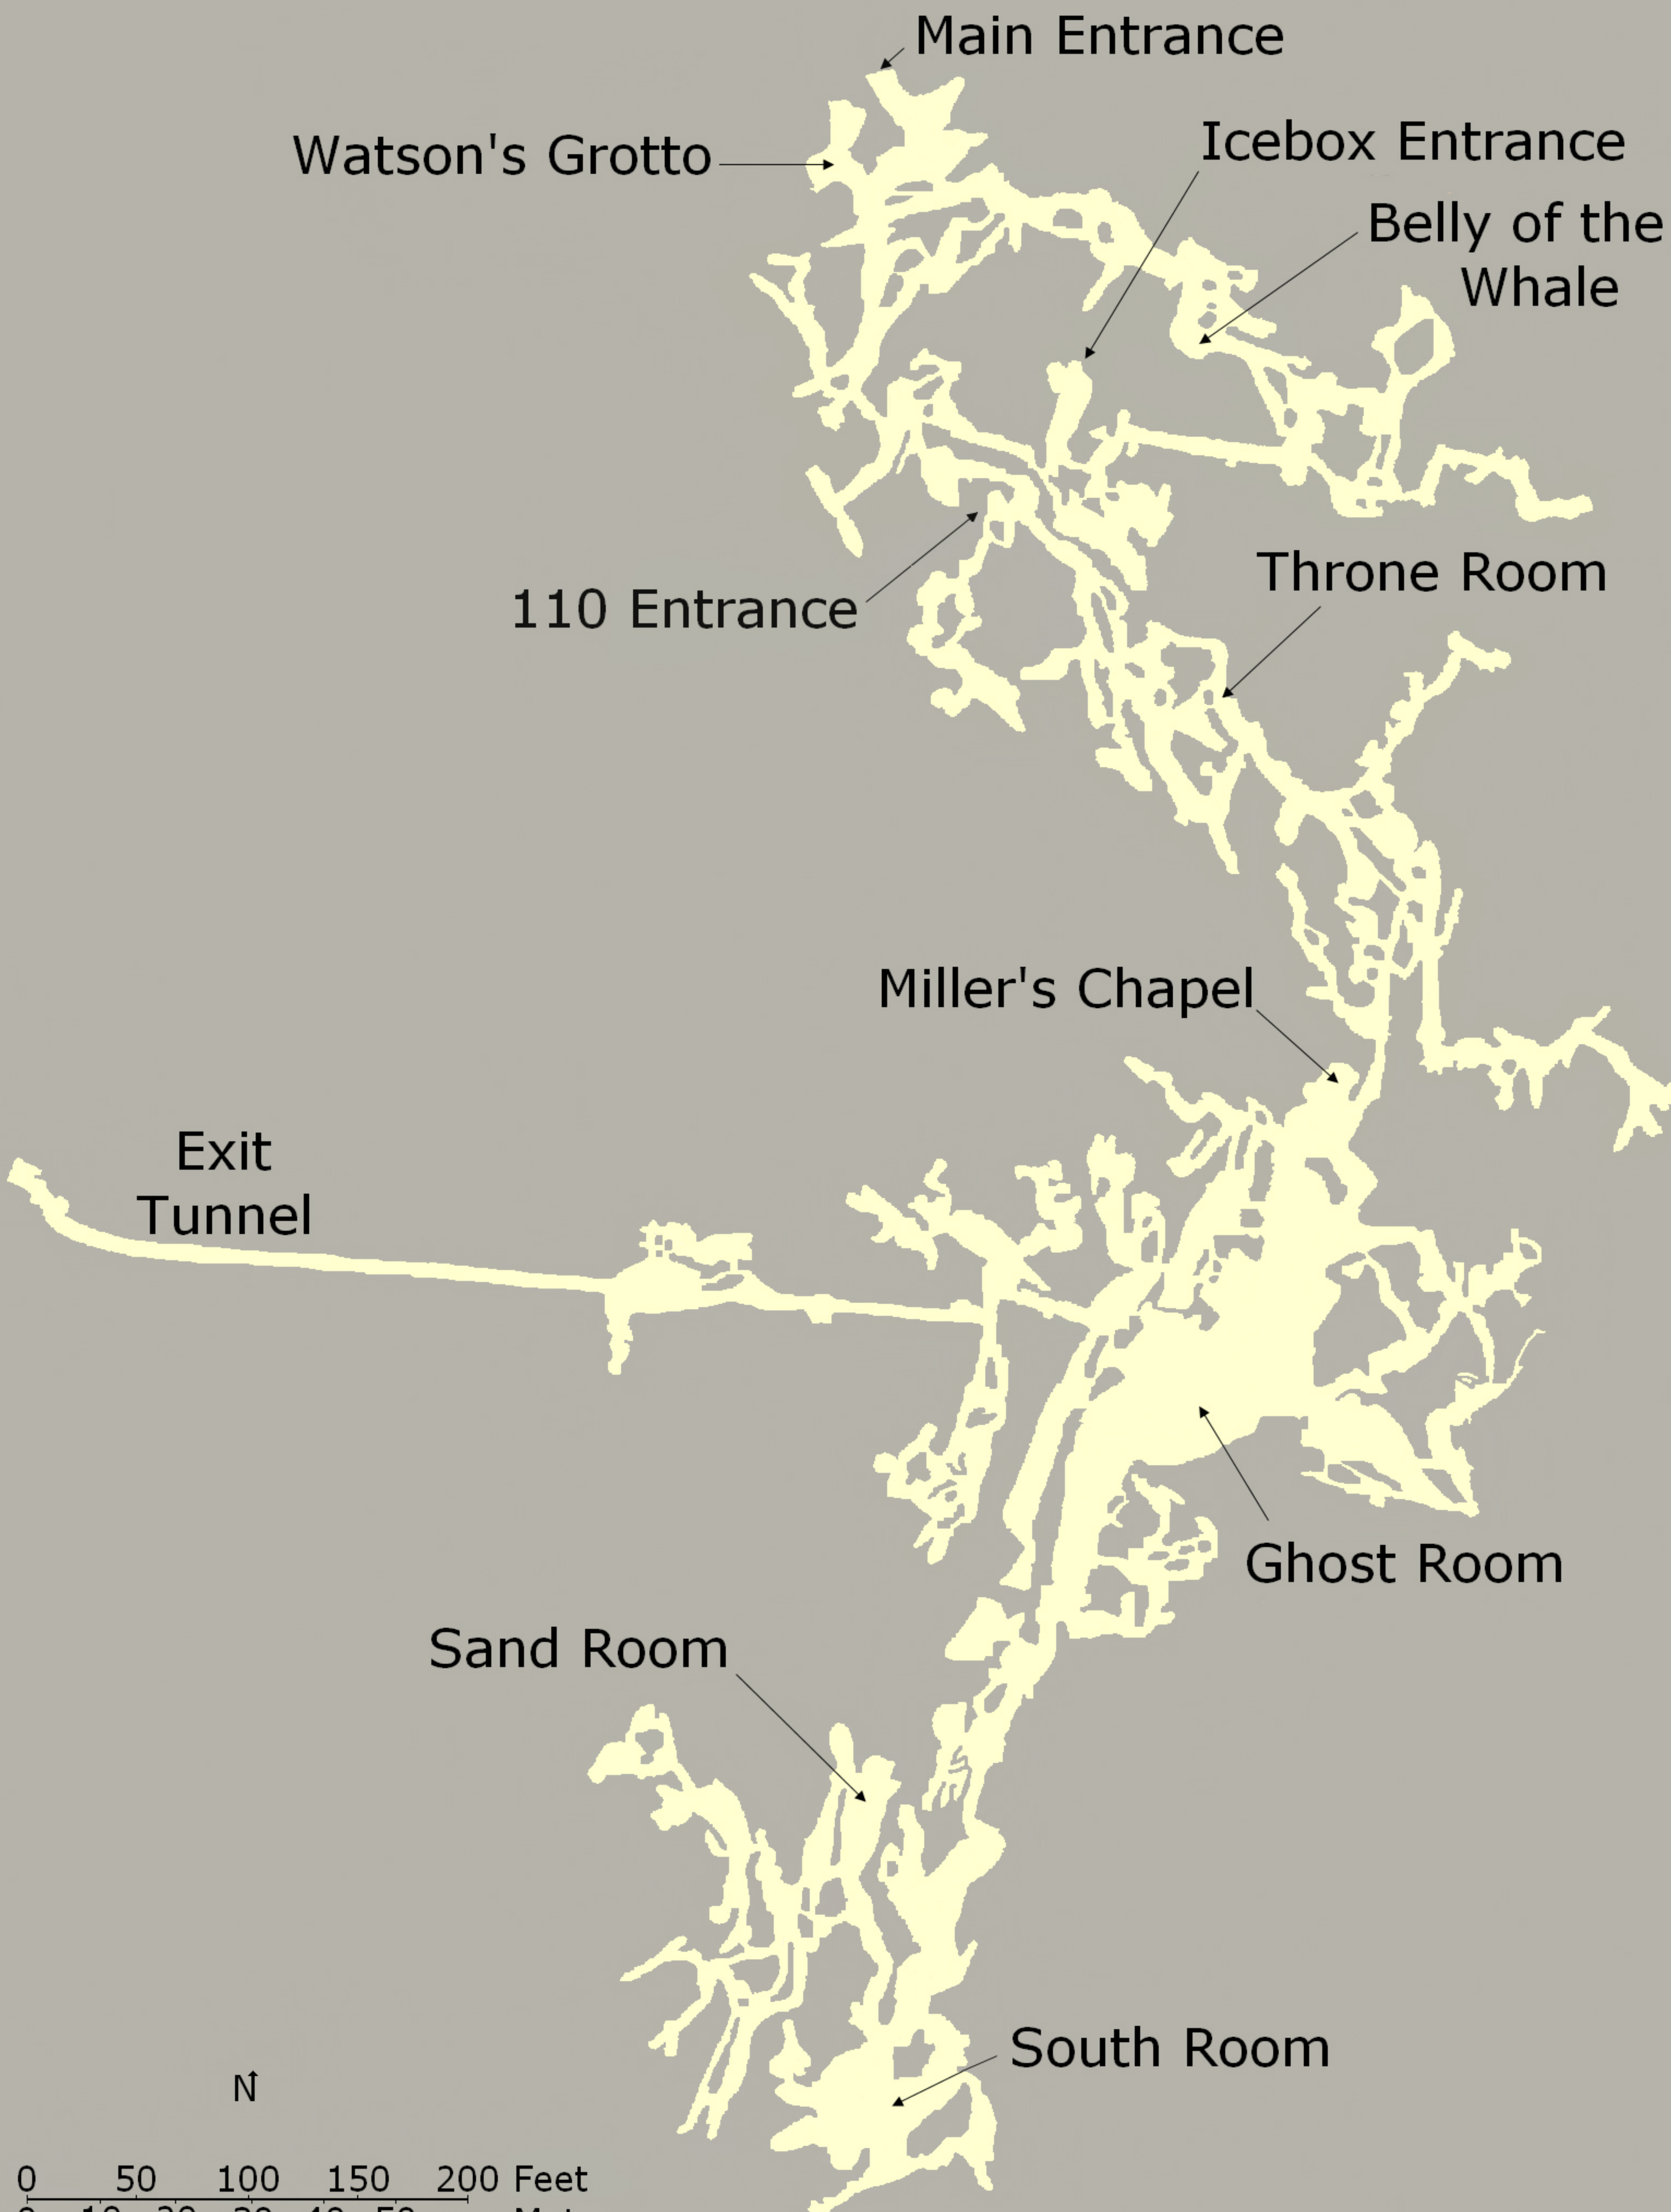 Main Entrance
Icebox Entrance
Watson's Grotto
Belly of the
Whale
Throne Room
110 Entrance
Miller's Chapel
Exit
Tunnel
Ghost Room
Sand Room
South Room
N
0 50 100 150 200 Feet